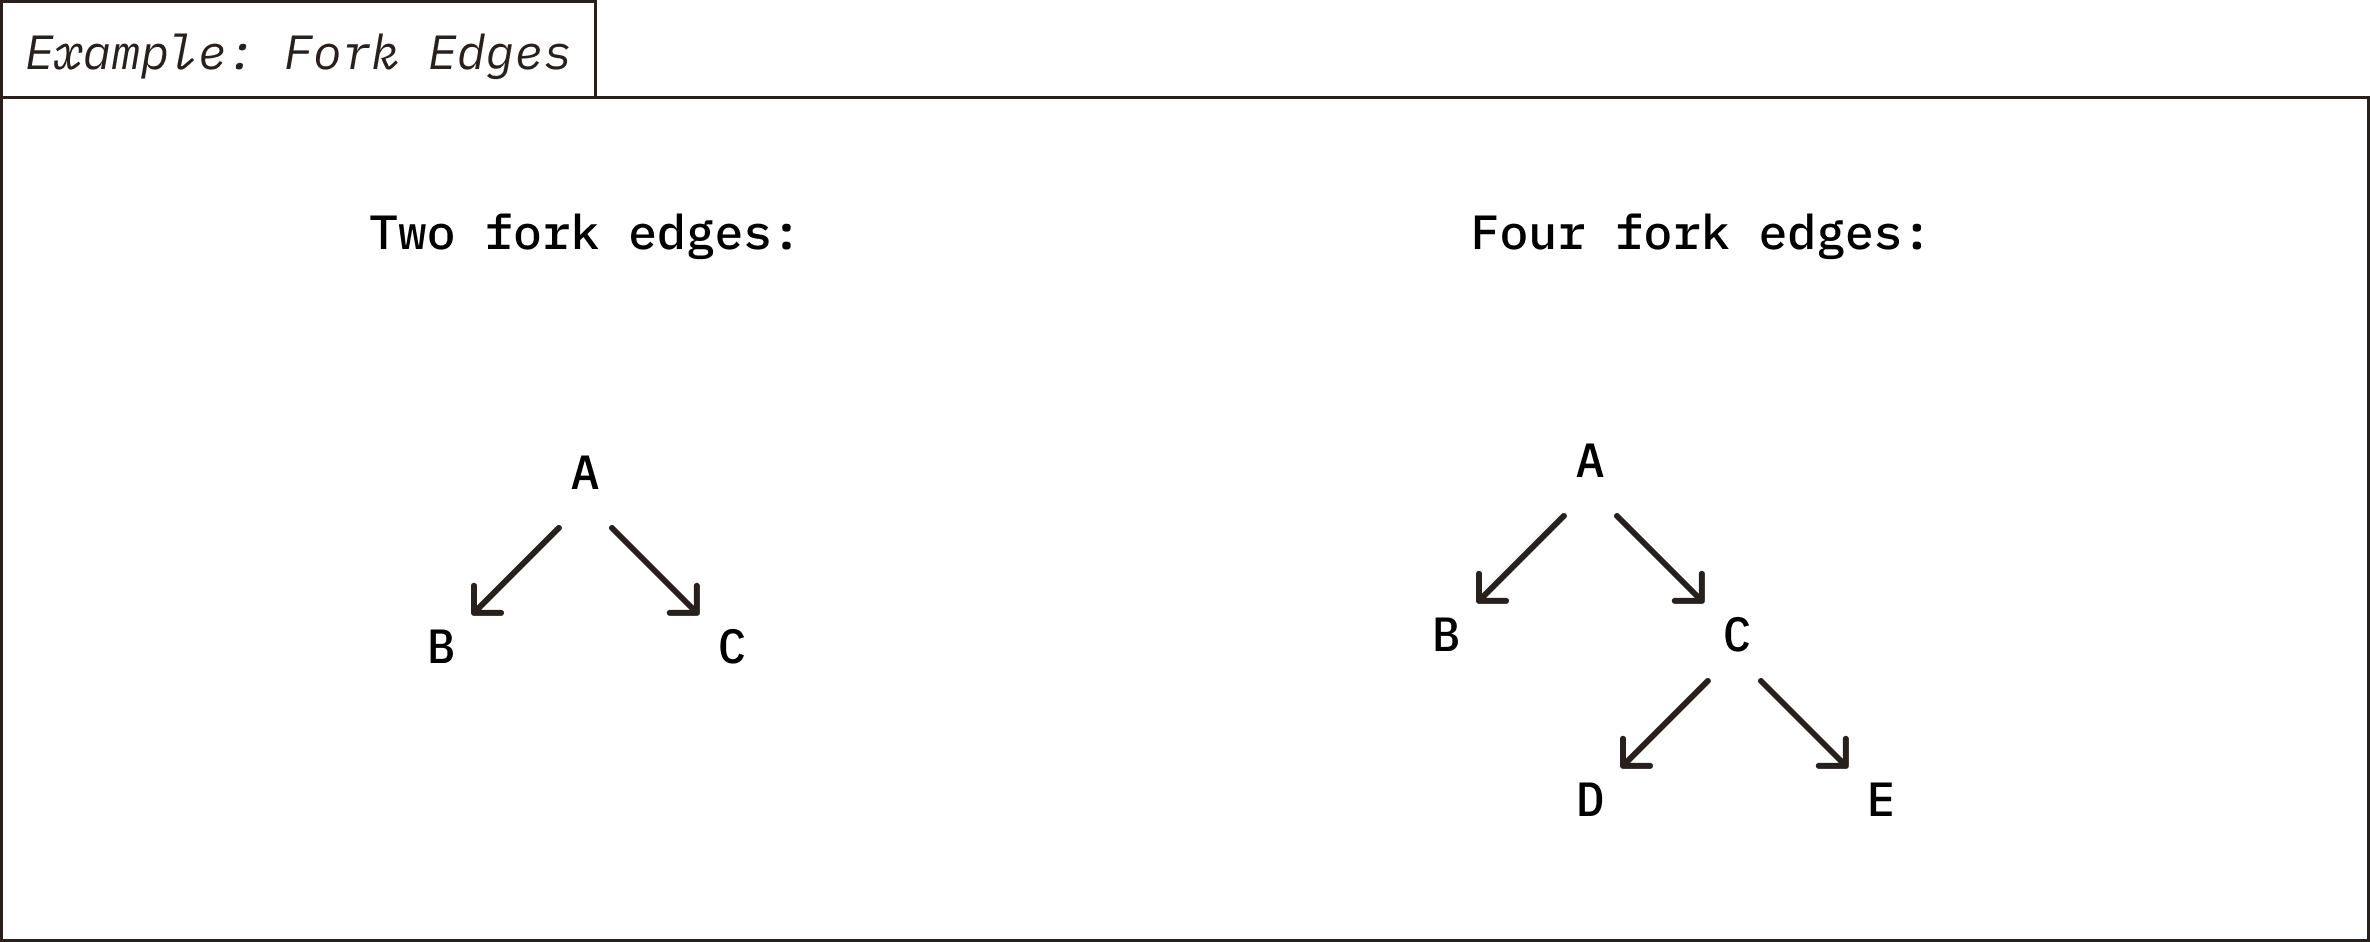 Example: Fork Edges
Two fork edges:
Four fork edges:
A
B C
A
B C
D E